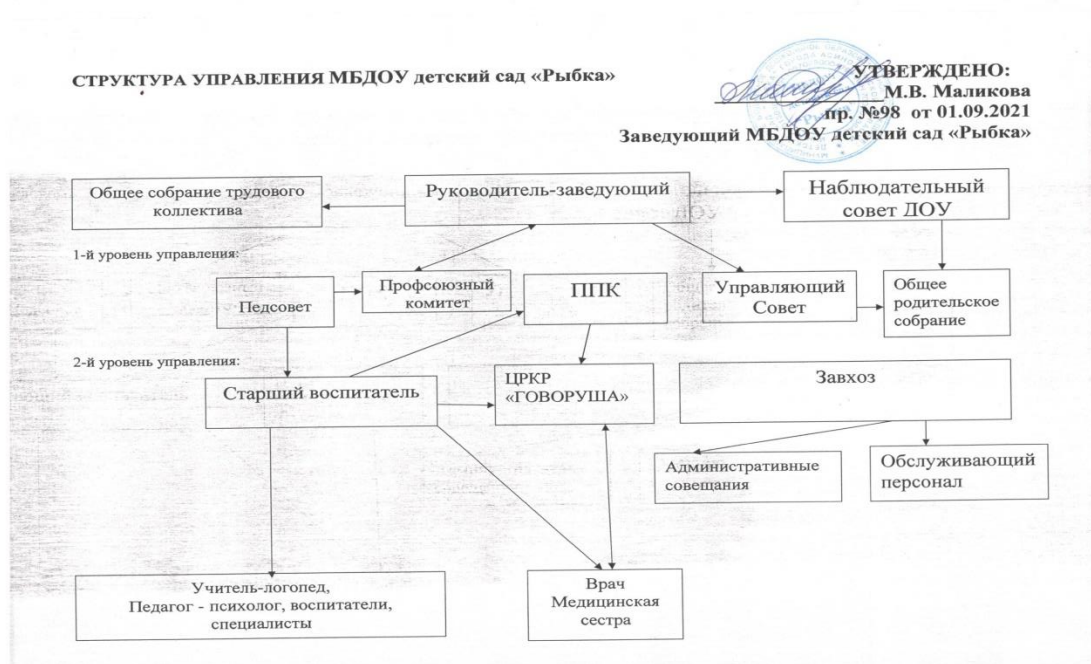 СТРУКТУРА УПРАВЛЕНИЯ МБДОУ детский сад «Рыбка»
УТВЕРЖДЕНО:
М.В. Маликова
пр. №98 от 01.09.2021
Заведующий МБДОУ детский сад «Рыбка»
Общее собрание трудового
коллектива
Руководитель-заведующий
Наблюдательный
совет ДОУ
1-й уровень управления:
Педсовет
Профсоюзный
комитет
ППК
Управляющий
Совет
Общее
родительское
собрание
2-й уровень управления:
Старший воспитатель
ЦРКР
«ГОВОРУША»
Завхоз
Административные
совещания
Обслуживающий
персонал
Учитель-логопед,
Педагог - психолог, воспитатели,
специалисты
Врач
Медицинская
сестра